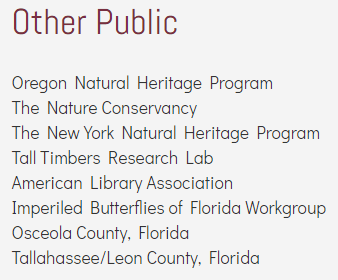 Other Public
Oregon Natural Heritage Program
The Nature Conservancy
The New York Natural Heritage Program
Tall Timbers Research Lab
American Library Association
Imperiled Butterflies of Florida Workgroup
Osceola County, Florida
Tallahassee/Leon County, Florida